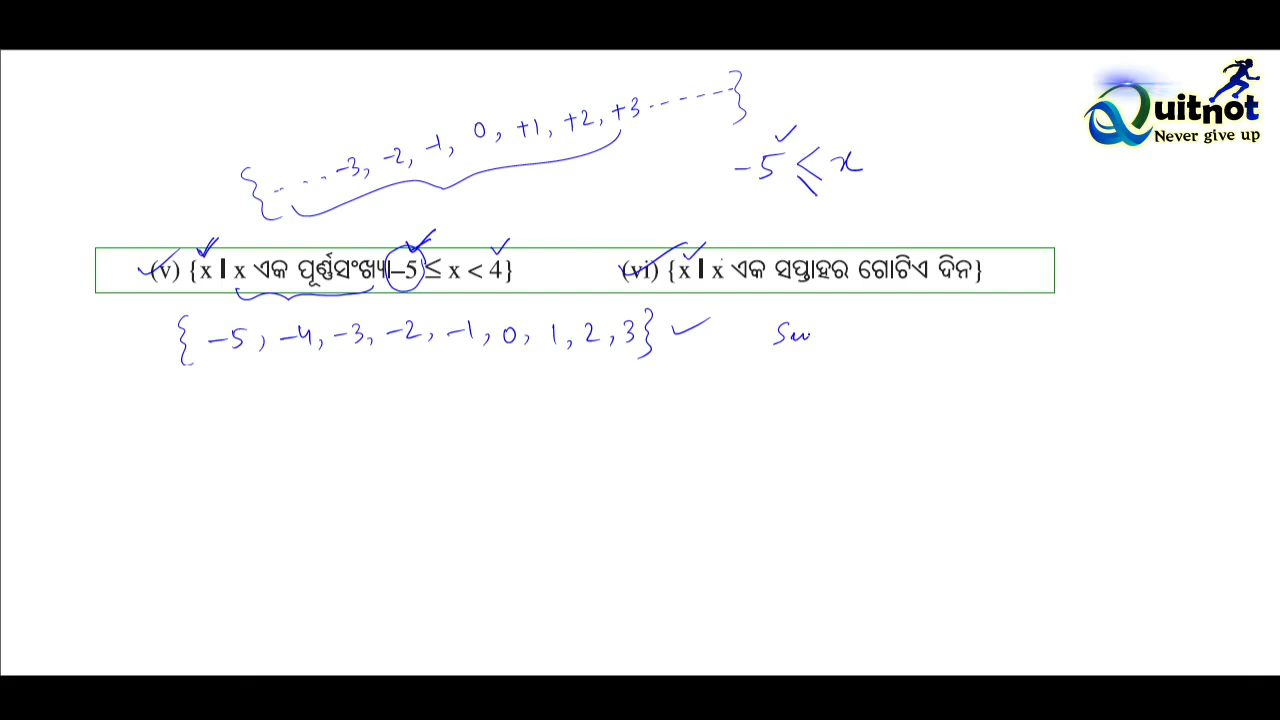 { .. . . . -3, -2, -1, 0, +1, +2, +3 ------- }
-5 ≤ x
uitnot
Never give up
(v) {x | x ଏକ ପୂର୍ଣ୍ଣସଂଖ୍ୟା –5 ≤ x < 4} (vi) {x | x ଏକ ସପ୍ତାହର ଗୋଟିଏ ଦିନ}
{ -5, -4, -3, -2, -1, 0, 1, 2, 3 }